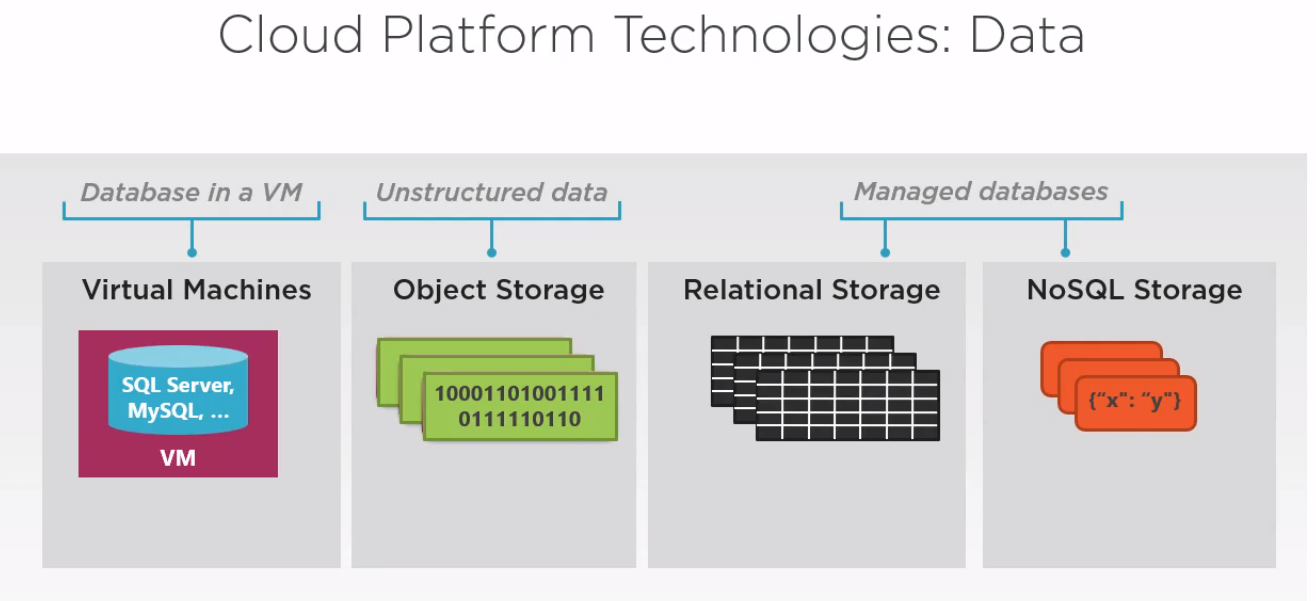 Cloud Platform Technologies: Data
Database in a VM
Unstructured data
Managed databases
Virtual Machines
Object Storage
Relational Storage
NoSQL Storage
SQL Server,
MySQL, ...
VM
10001101001111
0111110110
{“x": “y"}